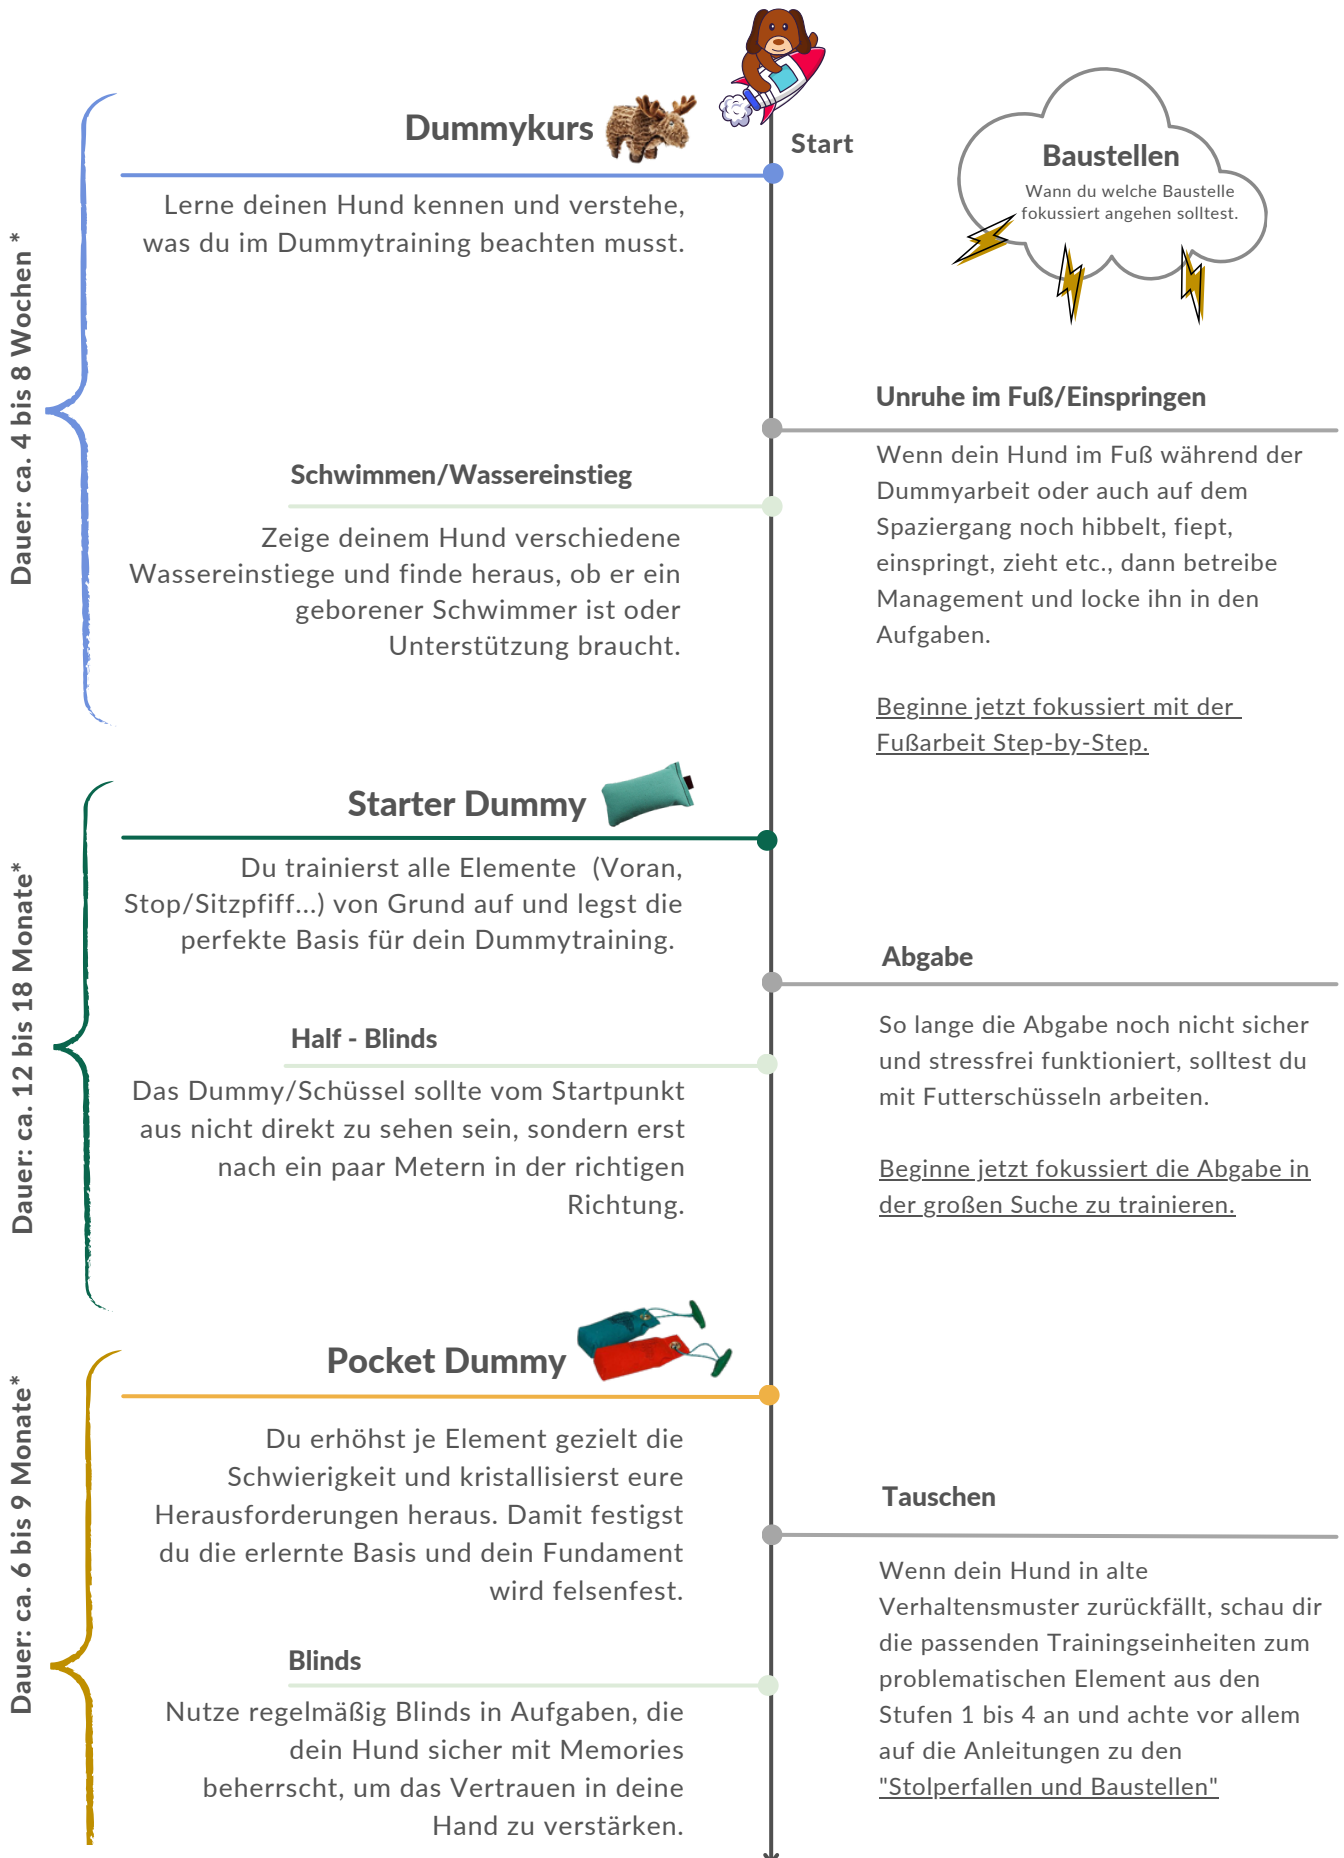 Dummykurs
Start
Baustellen
Wann du welche Baustelle
fokussiert angehen solltest.
Lerne deinen Hund kennen und verstehe,
was du im Dummytraining beachten musst.
Dauer: ca. 4 bis 8 Wochen *
Unruhe im Fuß/Einspringen
Wenn dein Hund im Fuß während der
Dummyarbeit oder auch auf dem
Spaziergang noch hibbelt, fiept,
einspringt, zieht etc., dann betreibe
Management und locke ihn in den
Aufgaben.
Beginne jetzt fokussiert mit der
Fußarbeit Step-by-Step.
Schwimmen/Wassereinstieg
Zeige deinem Hund verschiedene
Wassereinstiege und finde heraus, ob er ein
geborener Schwimmer ist oder
Unterstützung braucht.
Starter Dummy
Du trainierst alle Elemente (Voran,
Stop/Sitzpfiff...) von Grund auf und legst die
perfekte Basis für dein Dummytraining.
Dauer: ca. 12 bis 18 Monate*
Abgabe
So lange die Abgabe noch nicht sicher
und stressfrei funktioniert, solltest du
mit Futterschüsseln arbeiten.
Beginne jetzt fokussiert die Abgabe in
der großen Suche zu trainieren.
Half - Blinds
Das Dummy/Schüssel sollte vom Startpunkt
aus nicht direkt zu sehen sein, sondern erst
nach ein paar Metern in der richtigen
Richtung.
Pocket Dummy
Du erhöhst je Element gezielt die
Schwierigkeit und kristallisierst eure
Herausforderungen heraus. Damit festigst
du die erlernte Basis und dein Fundament
wird felsenfest.
Dauer: ca. 6 bis 9 Monate*
Tauschen
Wenn dein Hund in alte
Verhaltensmuster zurückfällt, schau dir
die passenden Trainingseinheiten zum
problematischen Element aus den
Stufen 1 bis 4 an und achte vor allem
auf die Anleitungen zu den
"Stolperfallen und Baustellen"
Blinds
Nutze regelmäßig Blinds in Aufgaben, die
dein Hund sicher mit Memories
beherrscht, um das Vertrauen in deine
Hand zu verstärken.